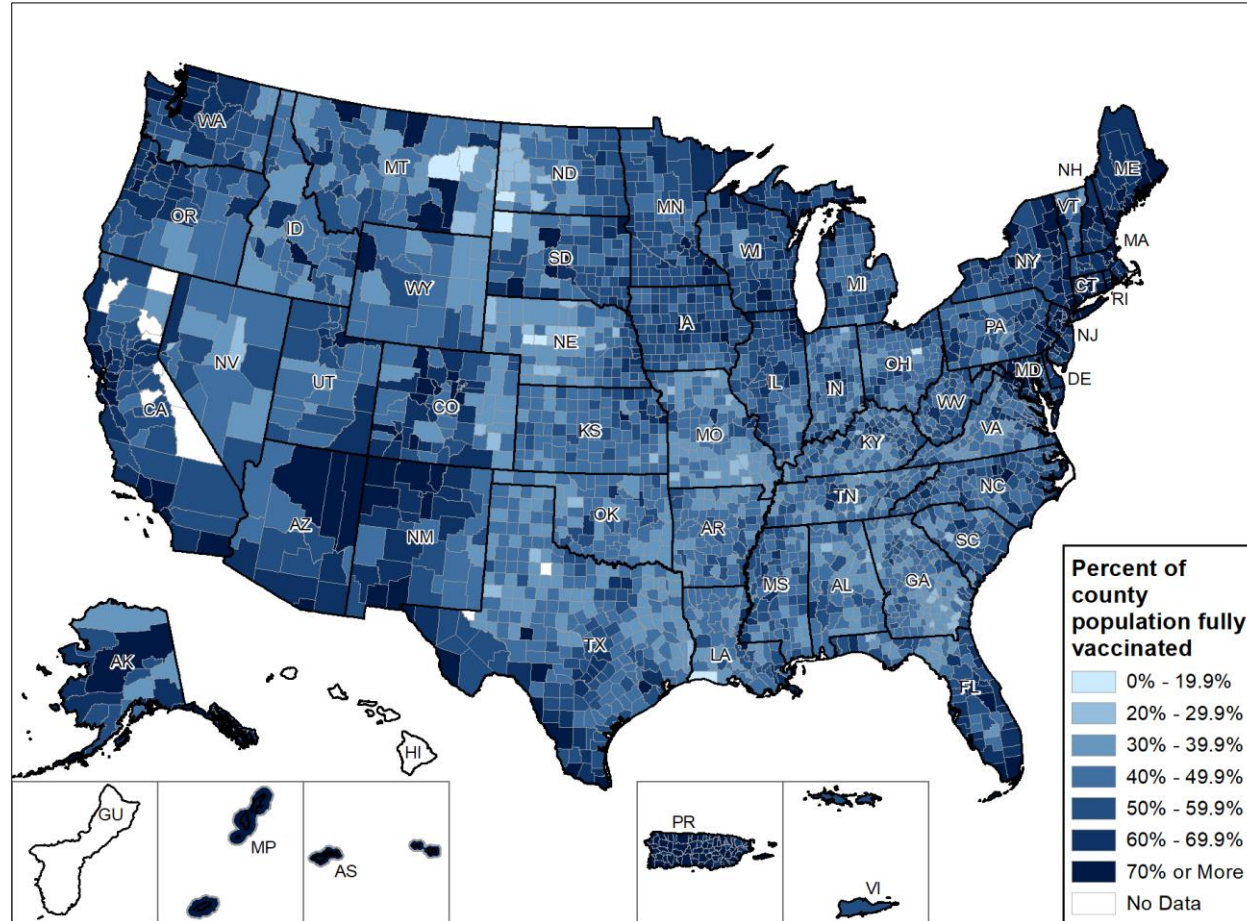 WA
MT
ND
MN
NH
ME
VT
OR
ID
SD
WI
MI
NY
MA
WY
CT
RI
IA
PA
NJ
NE
NV
UT
IL
IN
OH
MD
DE
CA
CO
WV
KS
MO
KY
VA
TN
NC
AZ
NM
OK
AR
SC
MS
AL
GA
TX
LA
AK
FL
HI
GU
MP
AS
PR
VI
Percent of
county
population fully
vaccinated
0% - 19.9%
20% - 29.9%
30% - 39.9%
40% - 49.9%
50% - 59.9%
60% - 69.9%
70% or More
No Data